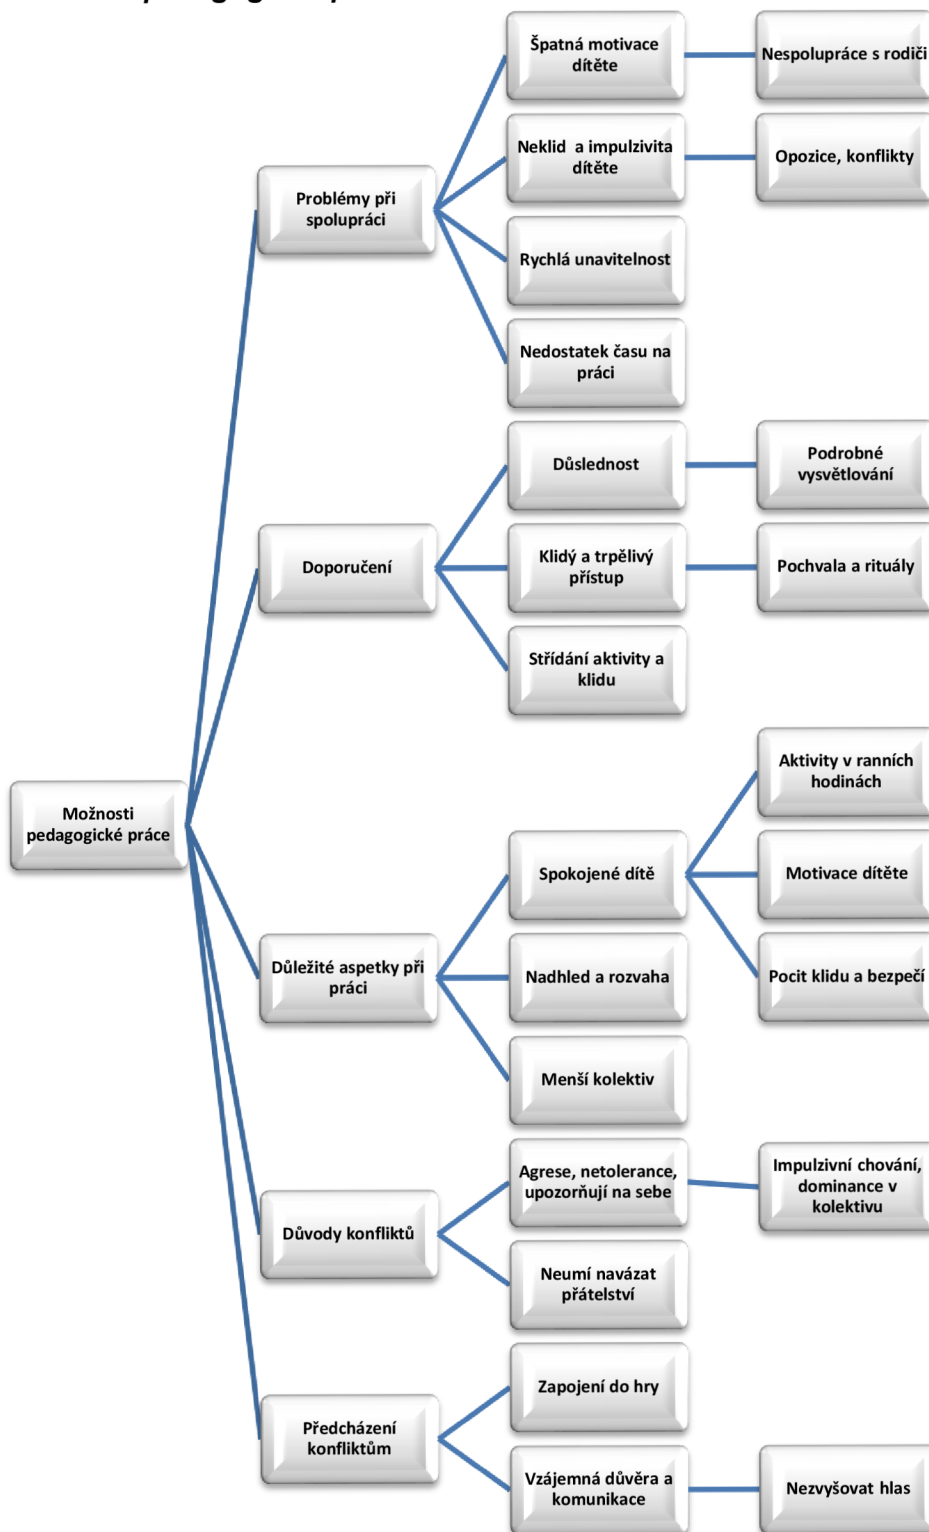 Špatná motivace
dítěte
Nespolupráce s rodiči
Neklid a impulzivita
dítěte
Opozice, konflikty
Problémy při
spolupráci
Rychlá unavitelnost
Nedostatek času na
práci
Důslednost
Podrobné
vysvětlování
Doporučení
Klidý a trpělivý
přístup
Pochvala a rituály
Střídání aktivity a
klidu
Možnosti
pedagogické práce
Aktivity v ranních
hodinách
Spokojené dítě
Motivace dítěte
Pocit klidu a bezpečí
Důležité aspetky při
práci
Nadhled a rozvaha
Menší kolektiv
Důvody konfliktů
Agrese, netolerance,
upozorňují na sebe
Impulzivní chování,
dominance v
kolektivu
Neumí navázat
přátelství
Předcházení
konfliktům
Zapojení do hry
Vzájemná důvěra a
komunikace
Nezvyšovat hlas